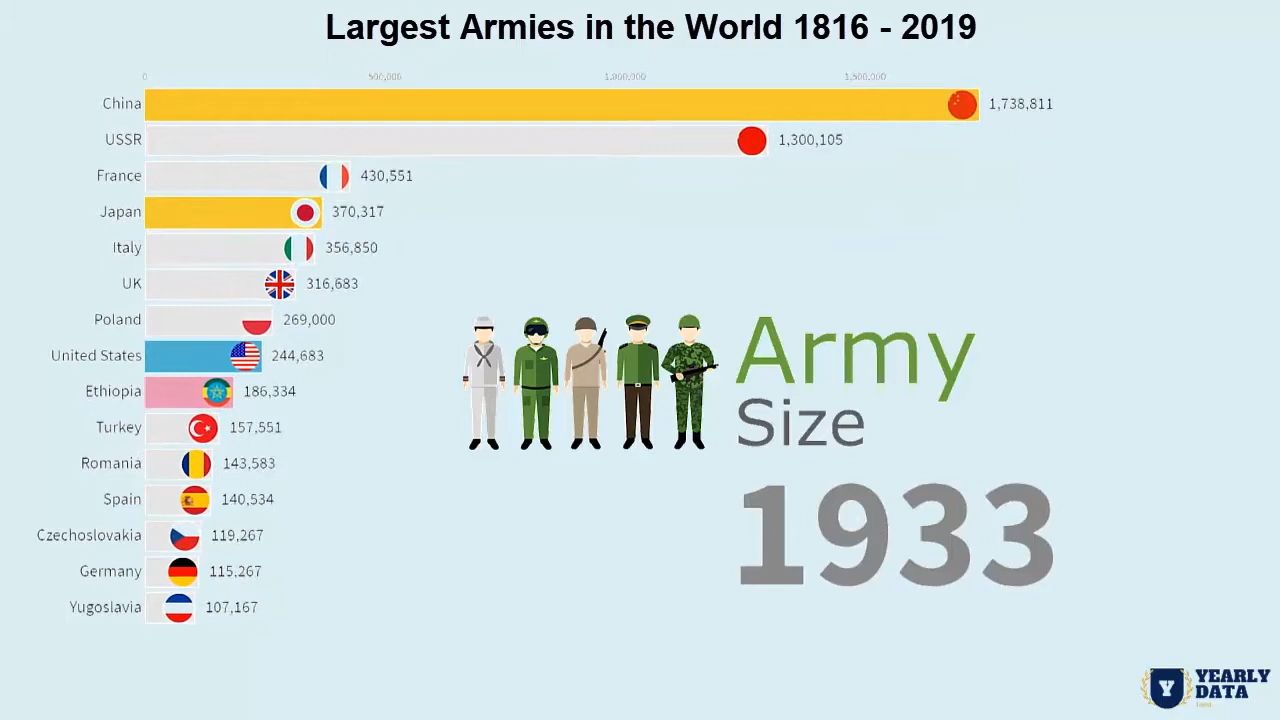 Largest Armies in the World 1816 - 2019
0 500,000 1,000,000 1,500,000
China 1,738,811
USSR 1,300,105
France 430,551
Japan 370,317
Italy 356,850
UK 316,683
Poland 269,000
United States 244,683
Ethiopia 186,334
Turkey 157,551
Romania 143,583
Spain 140,534
Czechoslovakia 119,267
Germany 115,267
Yugoslavia 107,167
Army
Size
1933
Y
YEARLY
DATA